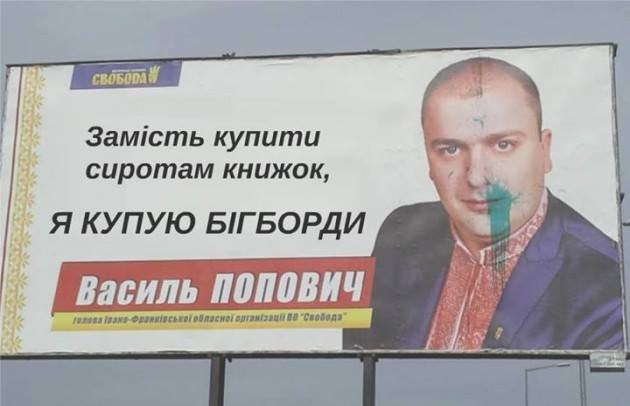 СВОБОДА
Замість купити
сиротам книжок,
Я КУПУЮ БІГБОРДИ
Василь ПОПОВИЧ
голова Івано-Франківської обласної організації ВО "Свобода"